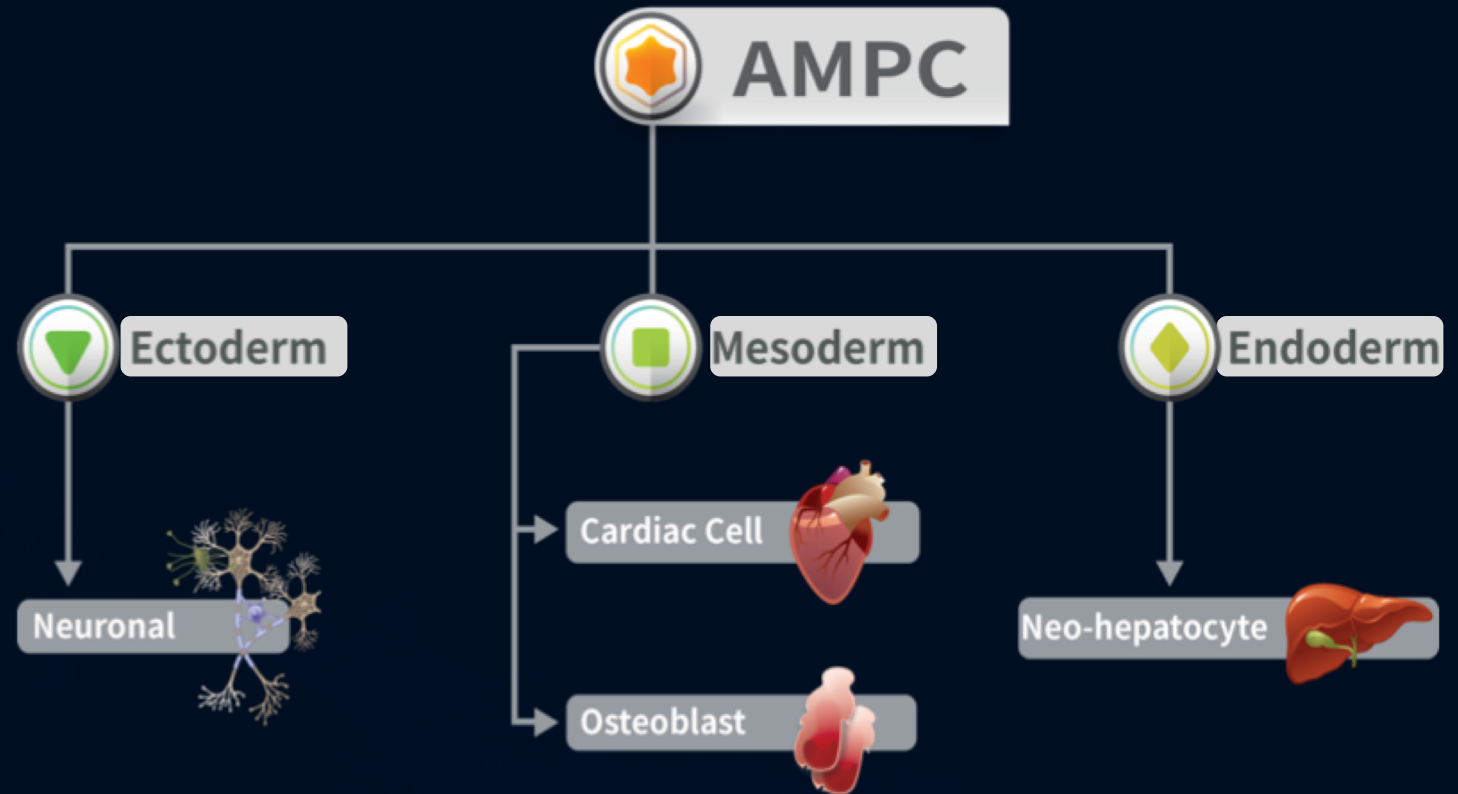 AMPC
Ectoderm
Mesoderm
Endoderm
Cardiac Cell
Neuronal
Neo-hepatocyte
Osteoblast